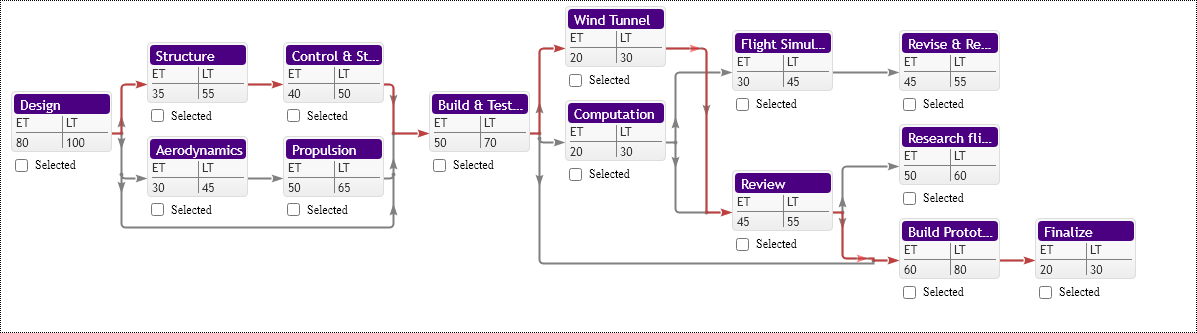 Design
ET LT
80 100
Selected
Structure
ET LT
35 55
Selected
Aerodynamics
ET LT
30 45
Selected
Control & St...
ET LT
40 50
Selected
Propulsion
ET LT
50 65
Selected
Build & Test...
ET LT
50 70
Selected
Wind Tunnel
ET LT
20 30
Selected
Computation
ET LT
20 30
Selected
Flight Simul...
ET LT
30 45
Selected
Review
ET LT
45 55
Selected
Revise & Re...
ET LT
45 55
Selected
Research fli...
ET LT
50 60
Selected
Build Protot...
ET LT
60 80
Selected
Finalize
ET LT
20 30
Selected